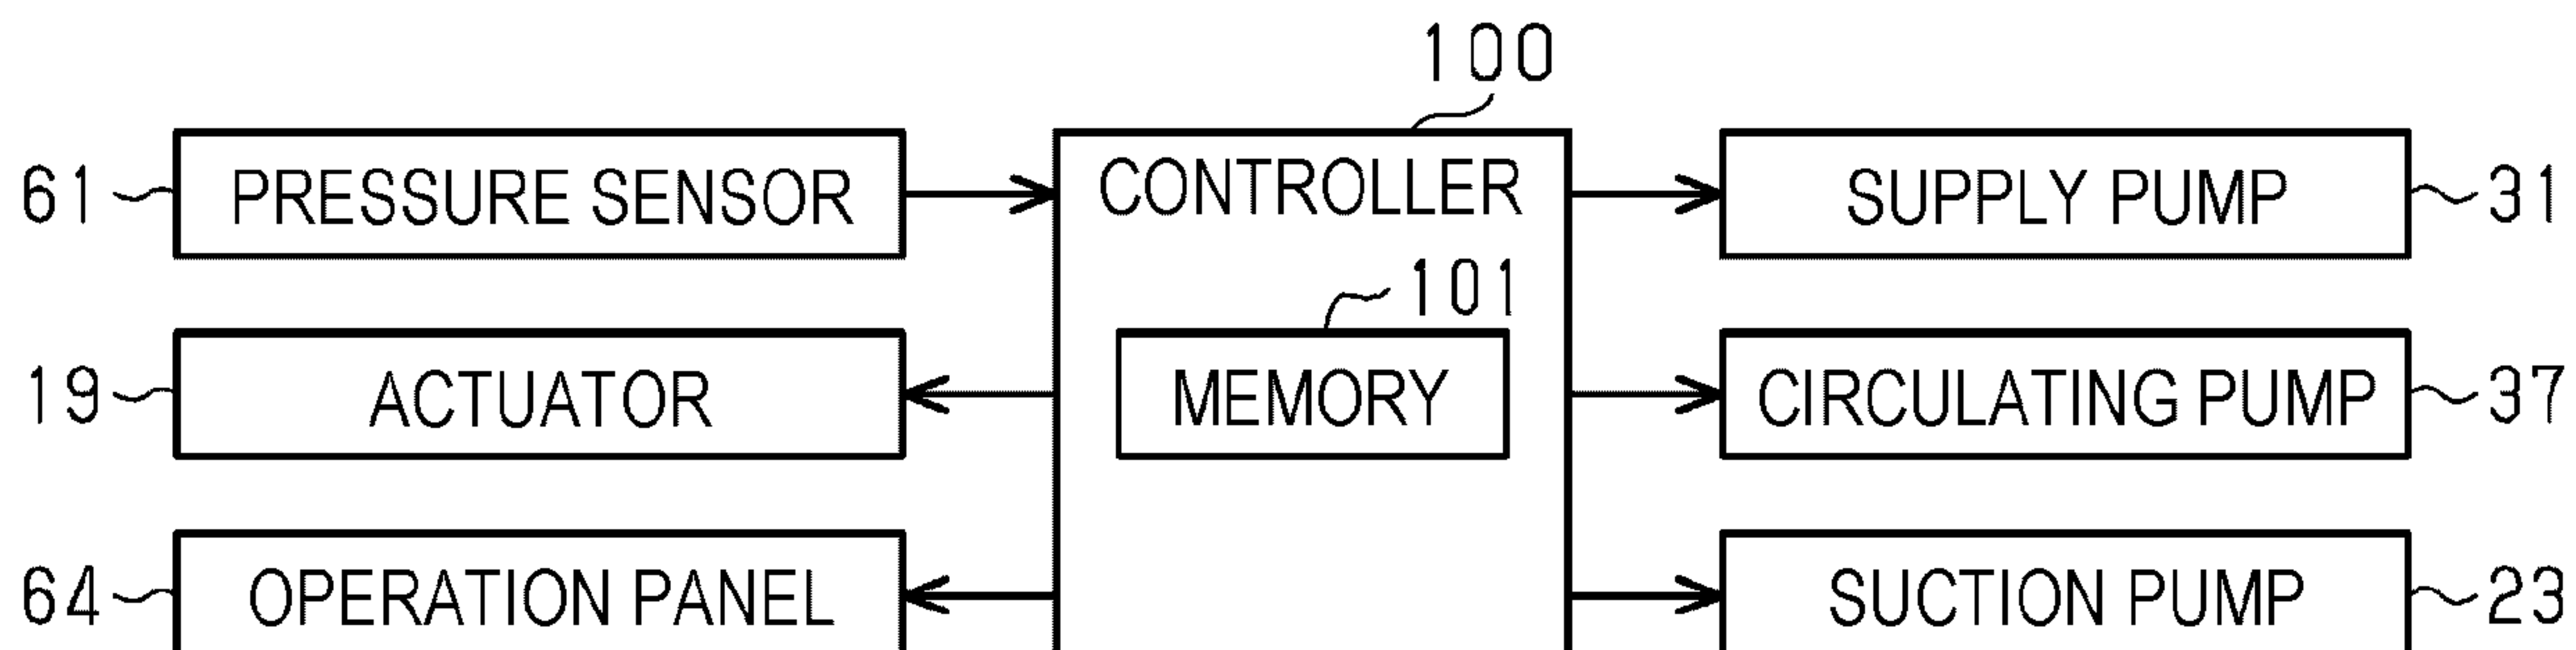 100
61 PRESSURE SENSOR CONTROLLER SUPPLY PUMP 31
101
19 ACTUATOR MEMORY CIRCULATING PUMP 37
64 OPERATION PANEL SUCTION PUMP 23